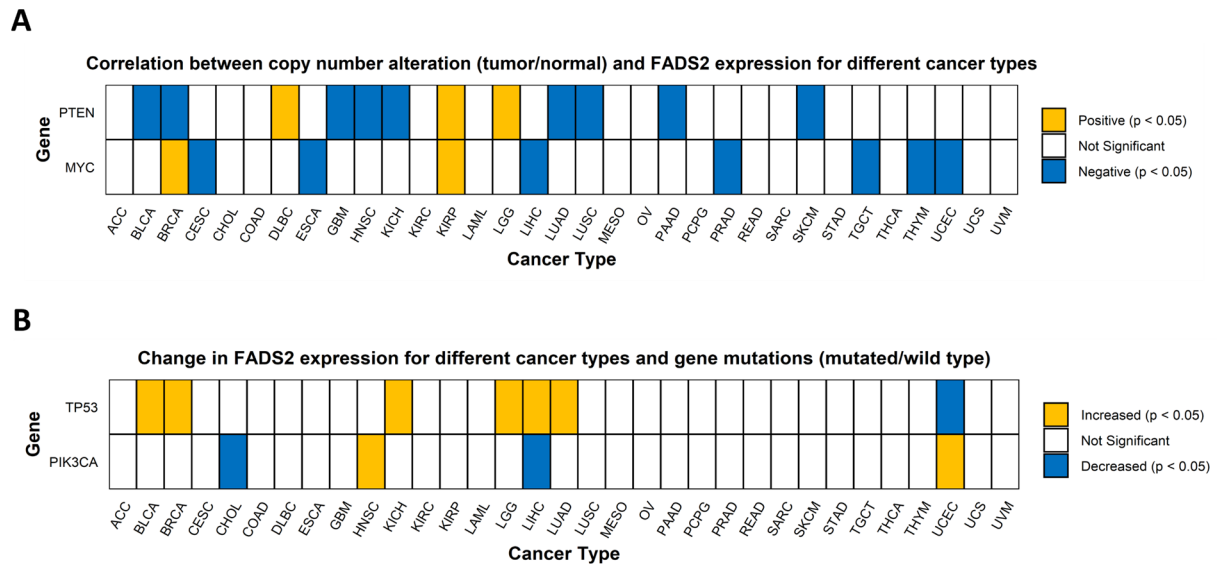 A
Correlation between copy number alteration (tumor/normal) and FADS2 expression for different cancer types
Gene
PTEN
MYC
Positive (p < 0.05)
Not Significant
Negative (p < 0.05)
ACC BLCA BRCA CESC CHOL COAD DLBC ESCA GBM HNSC KICH KIRC KIRP LAML LGG LIHC LUAD LUSC MESO OV PAAD PCPG PRAD READ SARC SKCM STAD TGCT THCA THYM UCEC UCS UVM
Cancer Type
B
Change in FADS2 expression for different cancer types and gene mutations (mutated/wild type)
Gene
TP53
PIK3CA
Increased (p < 0.05)
Not Significant
Decreased (p < 0.05)
ACC BLCA BRCA CESC CHOL COAD DLBC ESCA GBM HNSC KICH KIRC KIRP LAML LGG LIHC LUAD LUSC MESO OV PAAD PCPG PRAD READ SARC SKCM STAD TGCT THCA THYM UCEC UCS UVM
Cancer Type